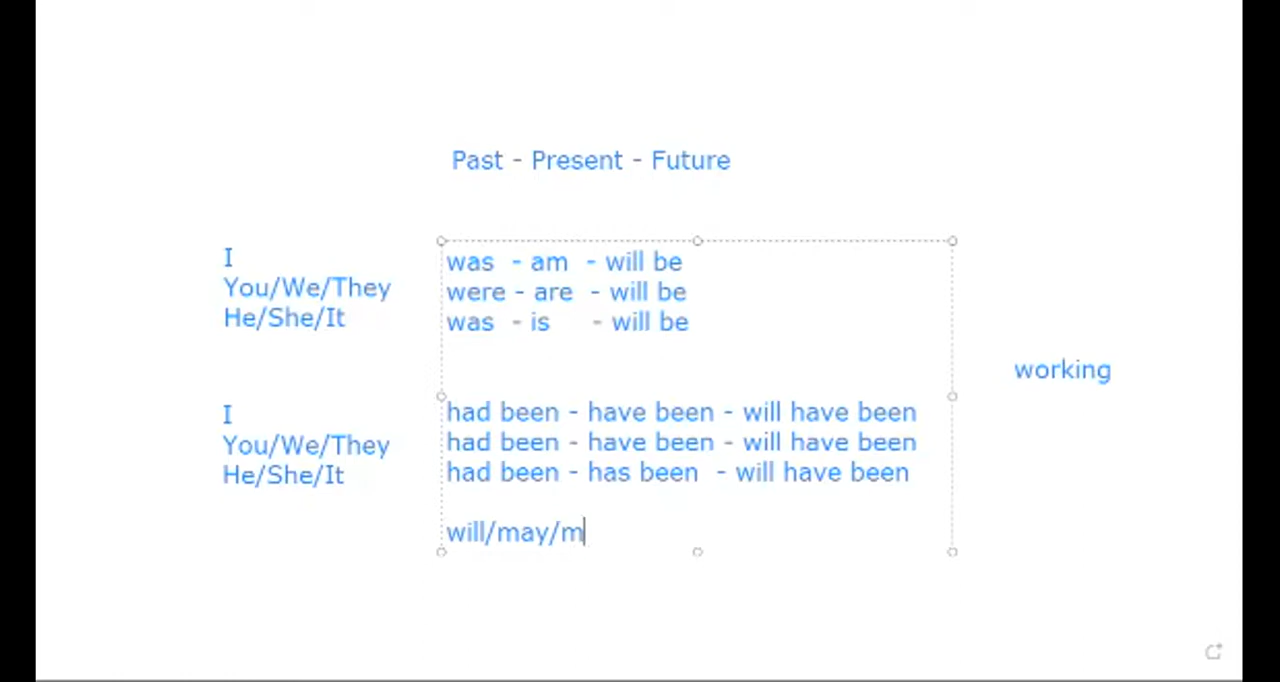 Past - Present - Future
I was - am - will be
You/We/They were - are - will be
He/She/It was - is - will be
working
I had been - have been - will have been
You/We/They had been - have been - will have been
He/She/It had been - has been - will have been
will/may/m